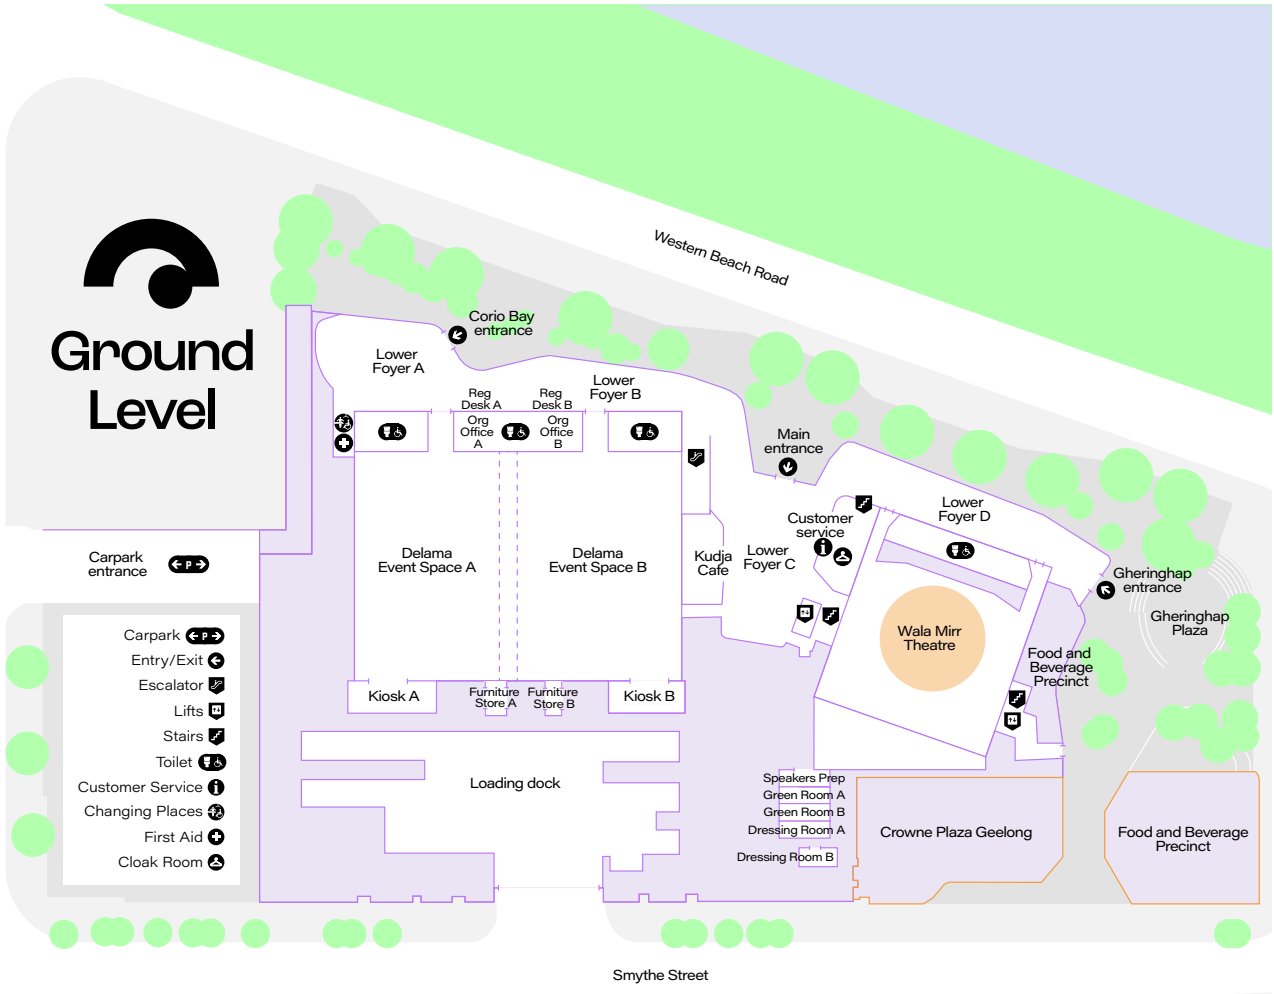 Ground
Level
Western Beach Road
Corio Bay
entrance
Lower
Foyer A
Lower
Foyer B
Reg
Desk A
Reg
Desk B
Org
Office
A
Org
Office
B
Main
entrance
Lower
Foyer D
Customer
service
Lower
Foyer C
Kudja
Cafe
Delama
Event Space A
Delama
Event Space B
Carpark
entrance
P
Gheringhap
entrance
Gheringhap
Plaza
Wala Mirr
Theatre
Food and
Beverage
Precinct
Carpark
P
Entry/Exit
Escalator
Lifts
Stairs
Toilet
Customer Service
Changing Places
First Aid
Cloak Room
Kiosk A
Furniture
Store A
Furniture
Store B
Kiosk B
Loading dock
Speakers Prep
Green Room A
Green Room B
Dressing Room A
Dressing Room B
Crowne Plaza Geelong
Food and Beverage
Precinct
Smythe Street